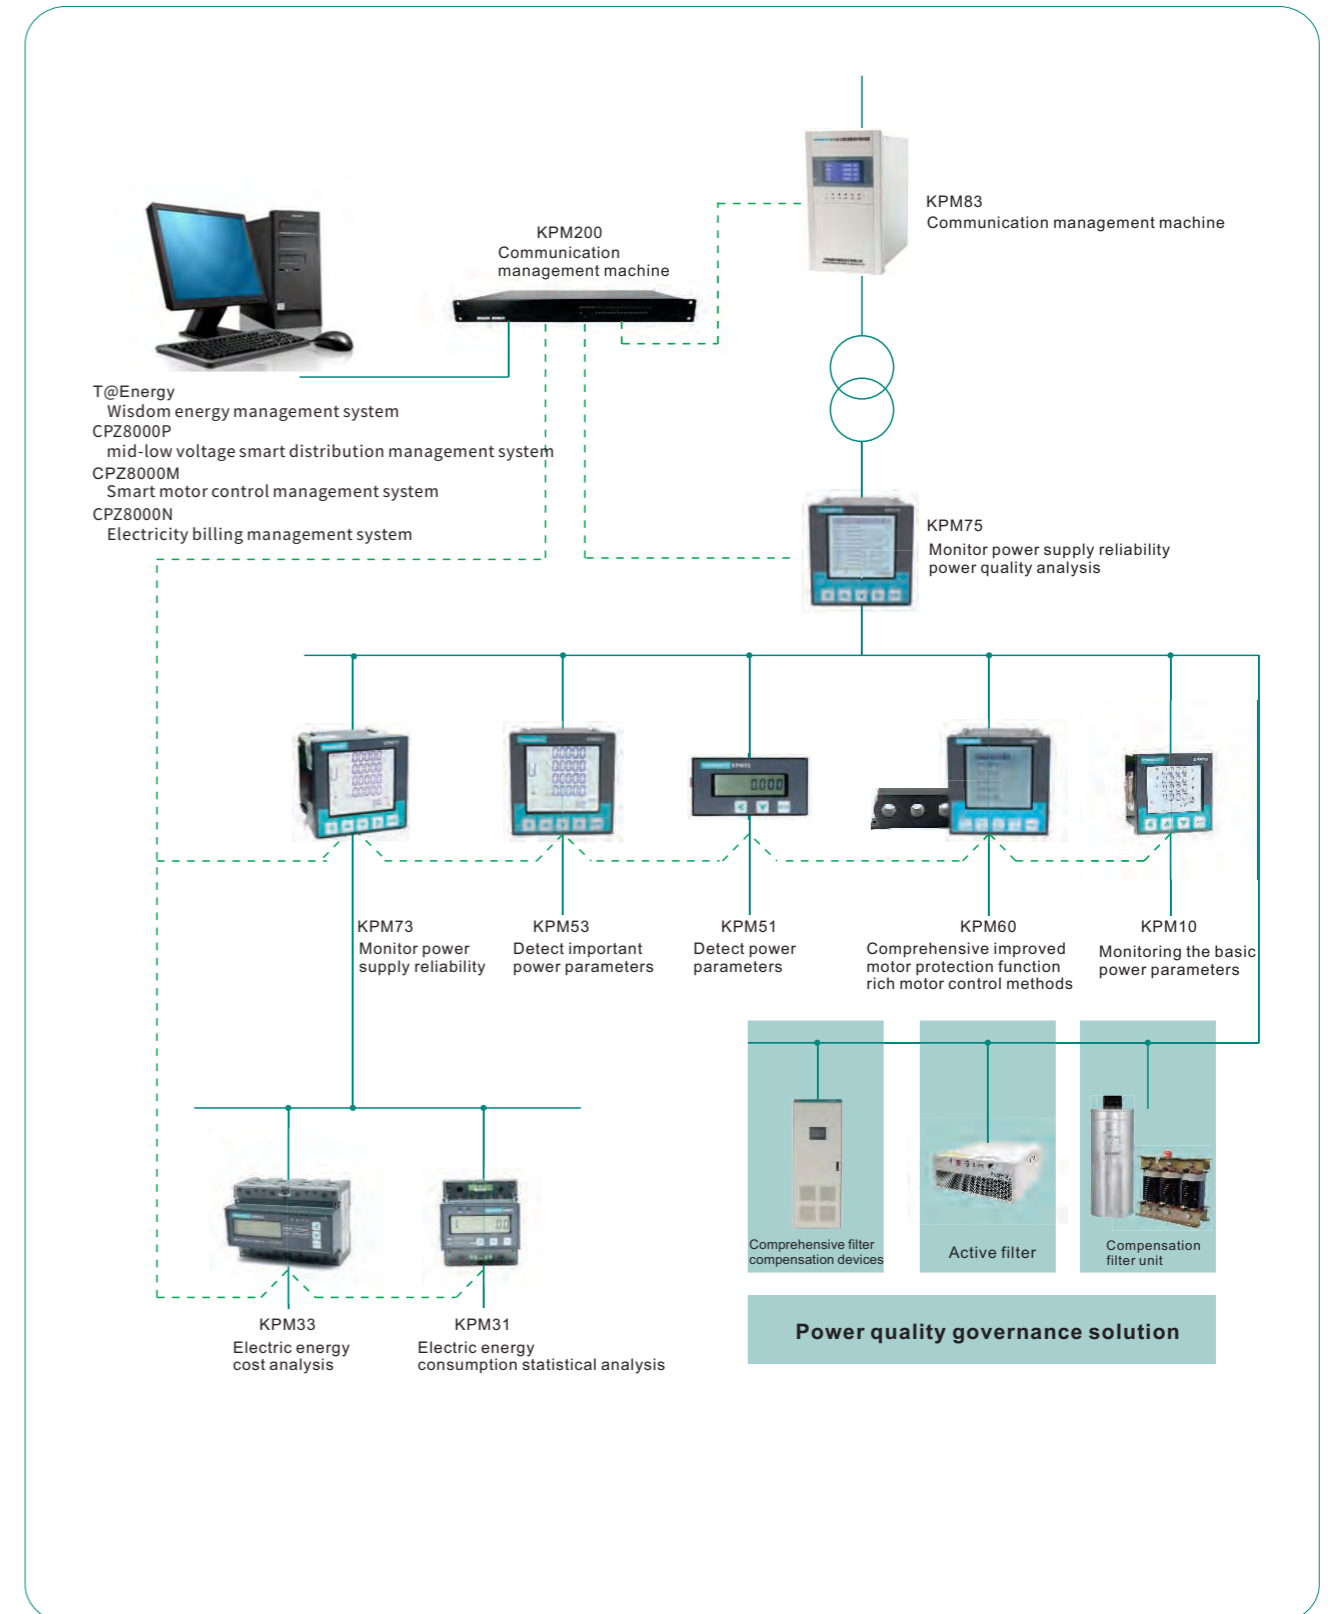 KPM83
Communication management machine
KPM200
Communication
management machine
T@Energy
Wisdom energy management system
CPZ8000P
mid-low voltage smart distribution management system
CPZ8000M
Smart motor control management system
CPZ8000N
Electricity billing management system
KPM75
Monitor power supply reliability
power quality analysis
KPM73
Monitor power
supply reliability
KPM53
Detect important
power parameters
KPM51
Detect power
parameters
KPM60
Comprehensive improved
motor protection function
rich motor control methods
KPM10
Monitoring the basic
power parameters
Comprehensive filter
compensation devices
Active filter
Compensation
filter unit
Power quality governance solution
KPM33
Electric energy
cost analysis
KPM31
Electric energy
consumption statistical analysis